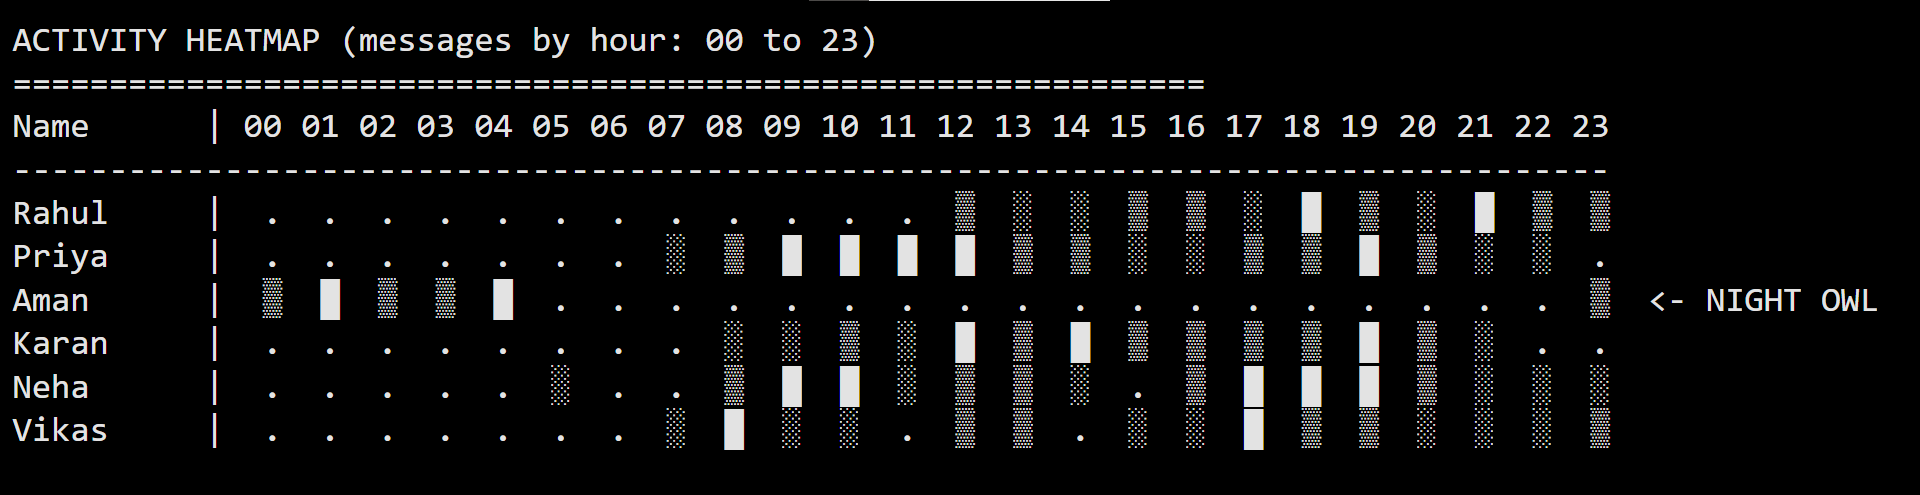 ACTIVITY HEATMAP (messages by hour: 00 to 23)
==============================================================
Name       | 00 01 02 03 04 05 06 07 08 09 10 11 12 13 14 15 16 17 18 19 20 21 22 23
-----------------------------------------------------------------------------------
Rahul      |  .  .  .  .  .  .  .  .  .  .  .  .  ▒  ░  ░  ▒  ▒  ░  █  ▒  ░  █  ▒  ▒
Priya      |  .  .  .  .  .  .  .  ░  ▒  █  █  █  █  ▒  ▒  ░  ░  ▒  ▒  █  ▒  ░  ░  .
Aman       |  ▒  █  ▒  ▒  █  .  .  .  .  .  .  .  .  .  .  .  .  .  .  .  .  .  .  ▒  <- NIGHT OWL
Karan      |  .  .  .  .  .  .  .  .  ░  ░  ▒  ░  █  ▒  █  ▒  ▒  ▒  ▒  █  ▒  ░  .  .
Neha       |  .  .  .  .  .  ░  .  .  ▒  █  █  ░  ▒  ▒  ░  .  ▒  █  █  █  ▒  ░  ░  ░
Vikas      |  .  .  .  .  .  .  .  ░  █  ░  ░  .  ▒  ▒  .  ░  ░  █  ▒  ▒  ░  ░  ░  ▒